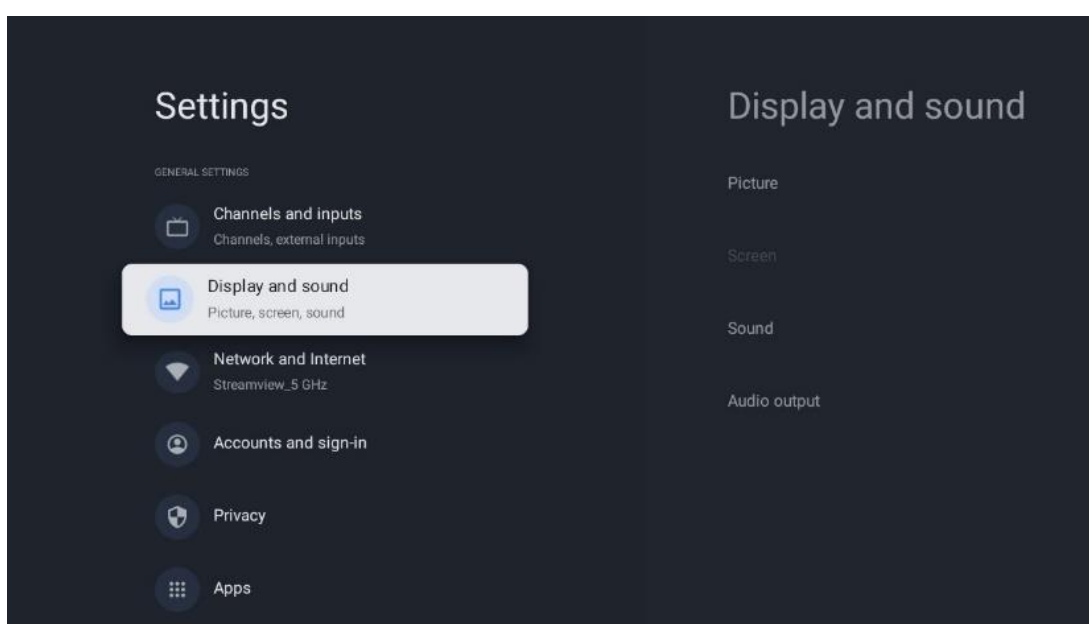 Settings
GENERAL SETTINGS
Channels and inputs
Channels, external inputs
Display and sound
Picture, screen, sound
Network and Internet
Streamview_5 GHz
Accounts and sign-in
Privacy
Apps
Display and sound
Picture
Screen
Sound
Audio output